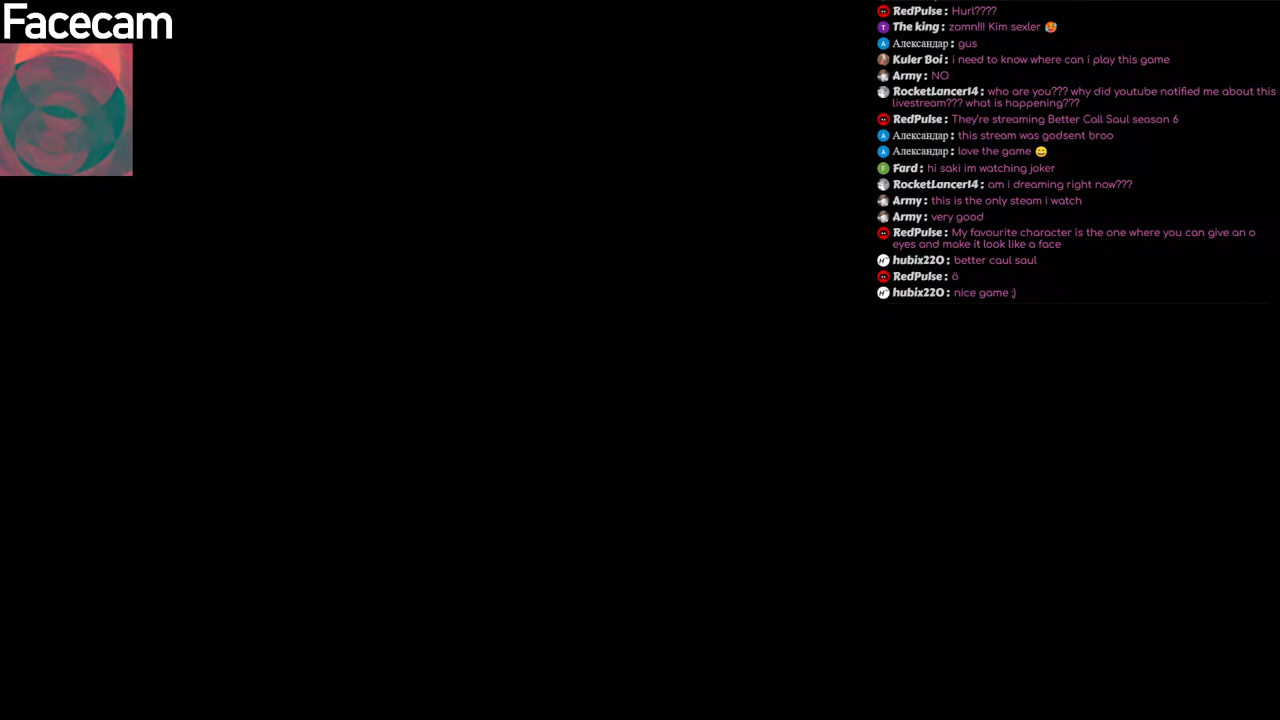 Facecam
RedPulse : Hurl????
The king : zamn!!! Kim sexler 🥵
Александар : gus
Kuler Boi : i need to know where can i play this game
Army : NO
RocketLancer14 : who are you??? why did youtube notified me about this
livestream??? what is happening???
RedPulse : They're streaming Better Call Saul season 6
Александар : this stream was godsent broo
Александар : love the game 😄
Fard : hi saki im watching joker
RocketLancer14 : am i dreaming right now???
Army : this is the only steam i watch
Army : very good
RedPulse : My favourite character is the one where you can give an o
eyes and make it look like a face
hubix220 : better caul saul
RedPulse : ö
hubix220 : nice game ;)